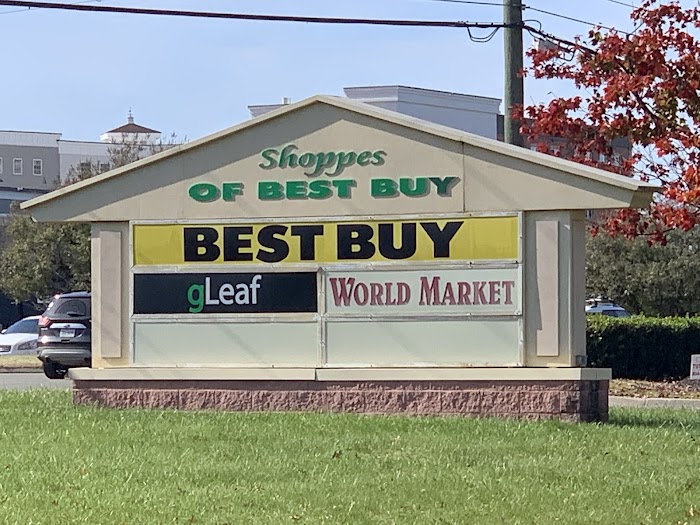 Shoppes
OF BEST BUY
BEST BUY
gLeaf
WORLD MARKET